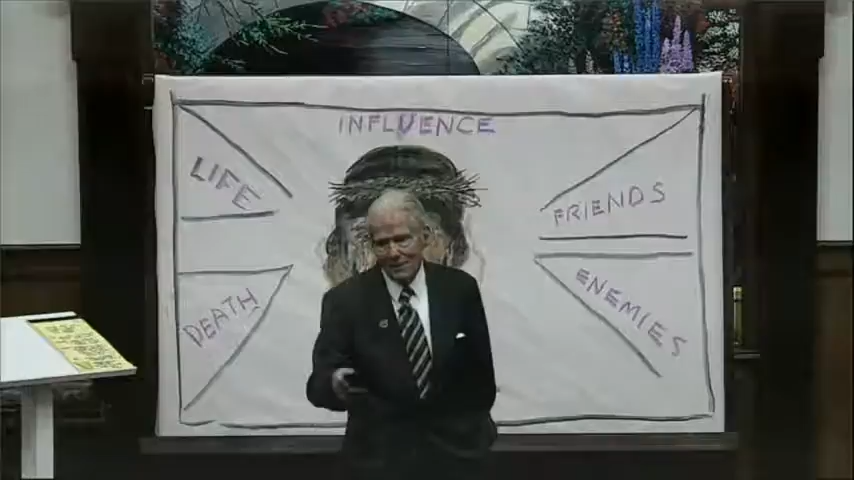 INFLUENCE
LIFE
FRIENDS
DEATH
ENEMIES